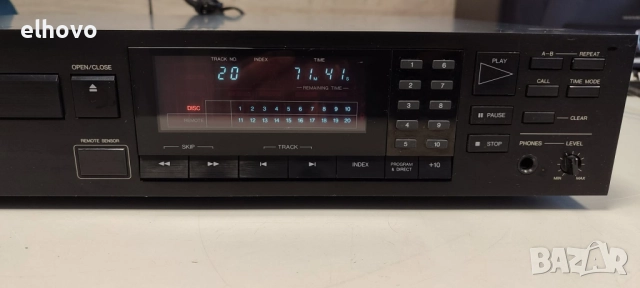 elhovo
OPEN/CLOSE
REMOTE SENSOR
TRACK NO. INDEX TIME
20 71M 41S
REMAINING TIME
DISC 1 2 3 4 5 6 7 8 9 10
REMOTE 11 12 13 14 15 16 17 18 19 20
SKIP TRACK
INDEX PROGRAM & DIRECT +10
1 6
2 7
3 8
4 9
5 10
PLAY
PAUSE
STOP
A-B REPEAT
CALL TIME MODE
CLEAR
PHONES LEVEL
MIN MAX
BAZAR